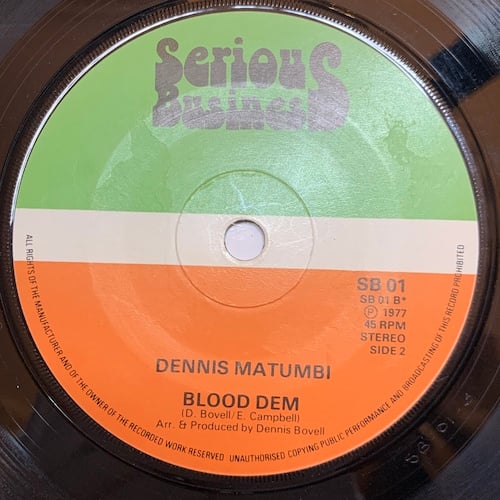 Serious
Business
SB 01
SB 01 B*
Ⓟ 1977
45 RPM
STEREO
SIDE 2
DENNIS MATUMBI
BLOOD DEM
(D. Bovell/E. Campbell)
Arr. & Produced by Dennis Bovell
ALL RIGHTS OF THE MANUFACTURER AND OF THE OWNER OF THE RECORDED WORK RESERVED UNAUTHORISED COPYING PUBLIC PERFORMANCE AND BROADCASTING OF THIS RECORD PROHIBITED